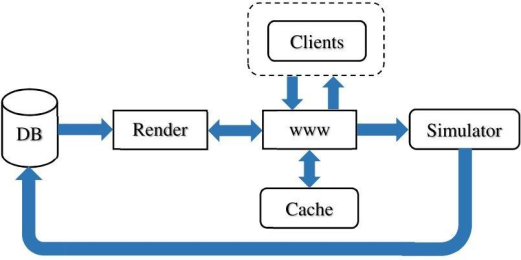 Clients
DB
Render
www
Simulator
Cache